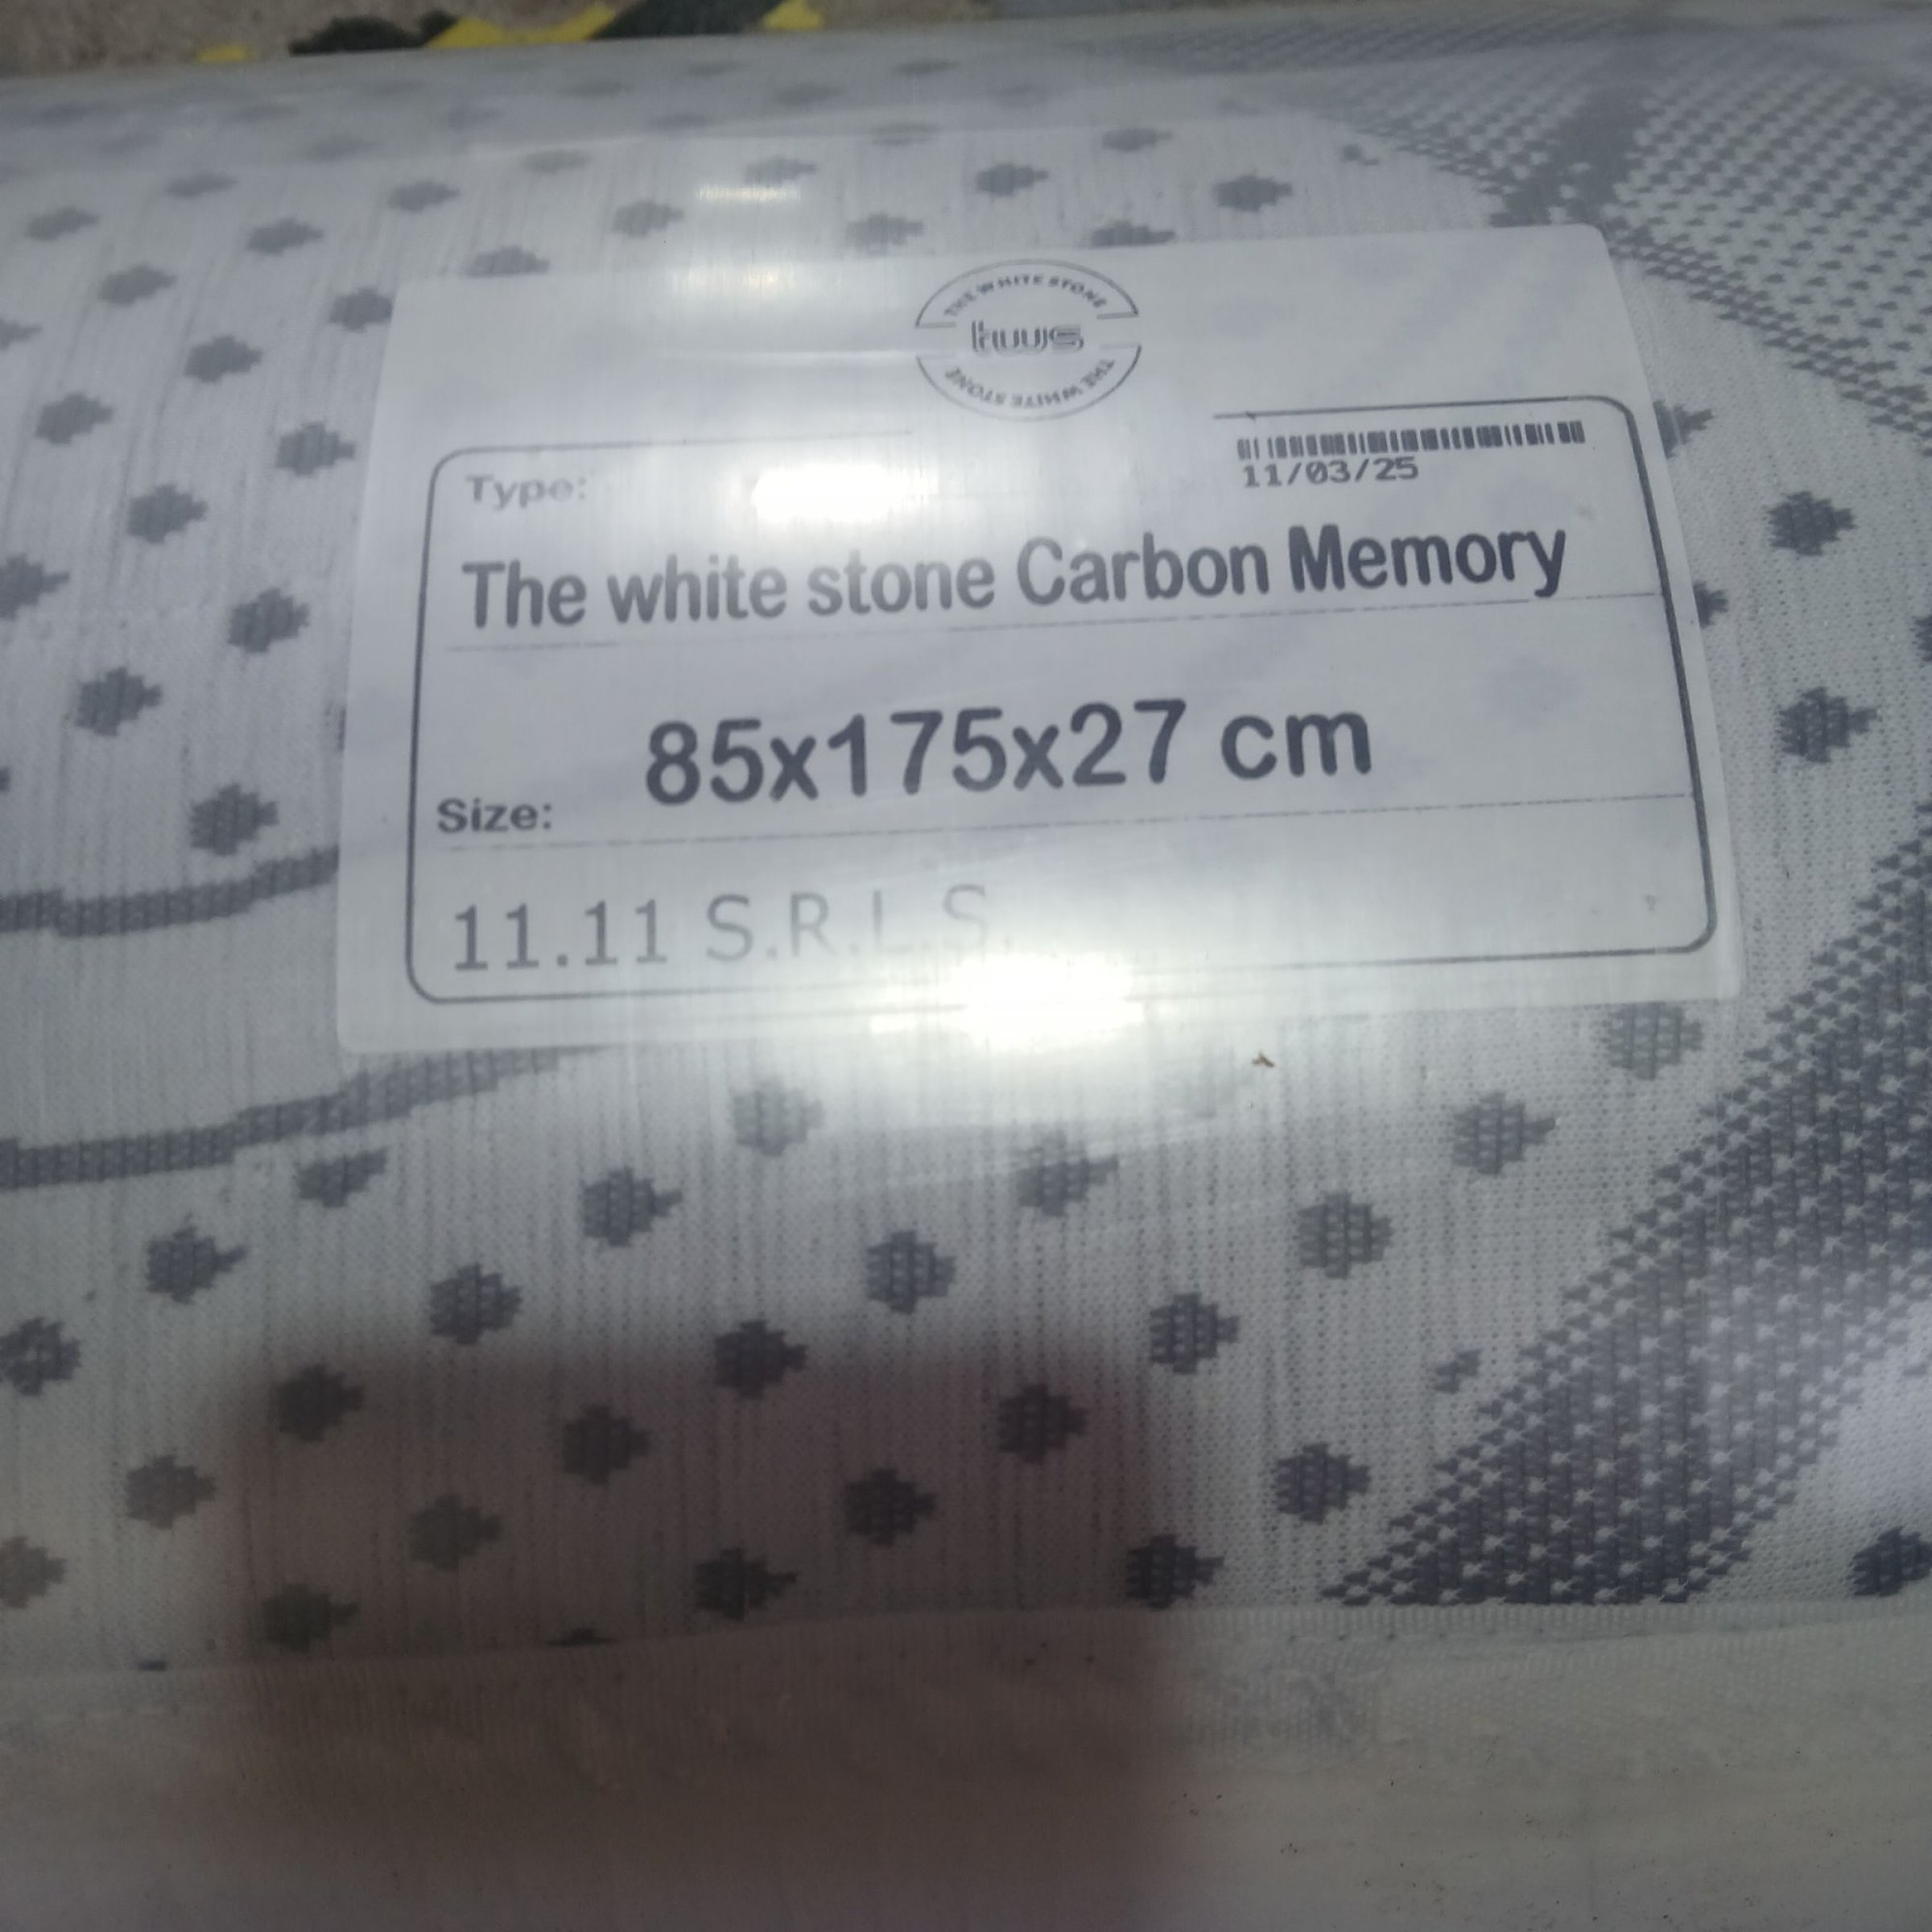 THE WHITE STONE
tws
THE WHITE STONE
Type:
11/03/25
The white stone Carbon Memory
85x175x27 cm
Size:
11.11 S.R.L.S.